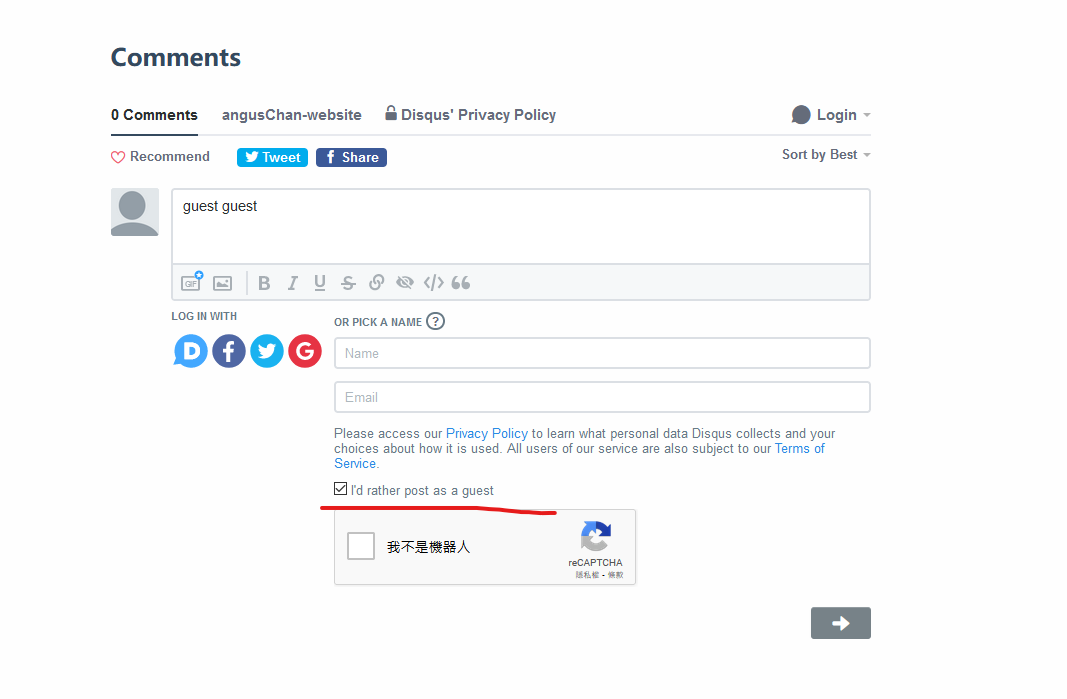 Comments
0 Comments angusChan-website Disqus' Privacy Policy Login
Recommend Tweet Share Sort by Best
guest guest
GIF B I U S
LOG IN WITH OR PICK A NAME ?
D f G
Name
Email
Please access our Privacy Policy to learn what personal data Disqus collects and your
choices about how it is used. All users of our service are also subject to our Terms of
Service.
I'd rather post as a guest
我不是機器人
reCAPTCHA
隱私權 - 條款